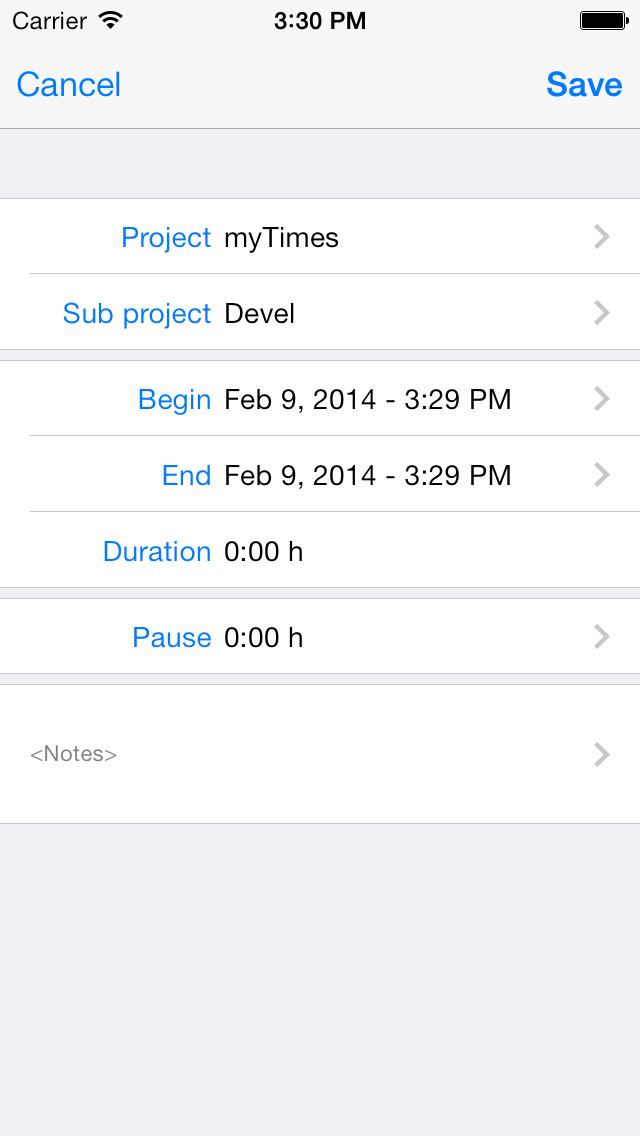 Carrier 3:30 PM
Cancel Save
Project myTimes
Sub project Devel
Begin Feb 9, 2014 - 3:29 PM
End Feb 9, 2014 - 3:29 PM
Duration 0:00 h
Pause 0:00 h
<Notes>